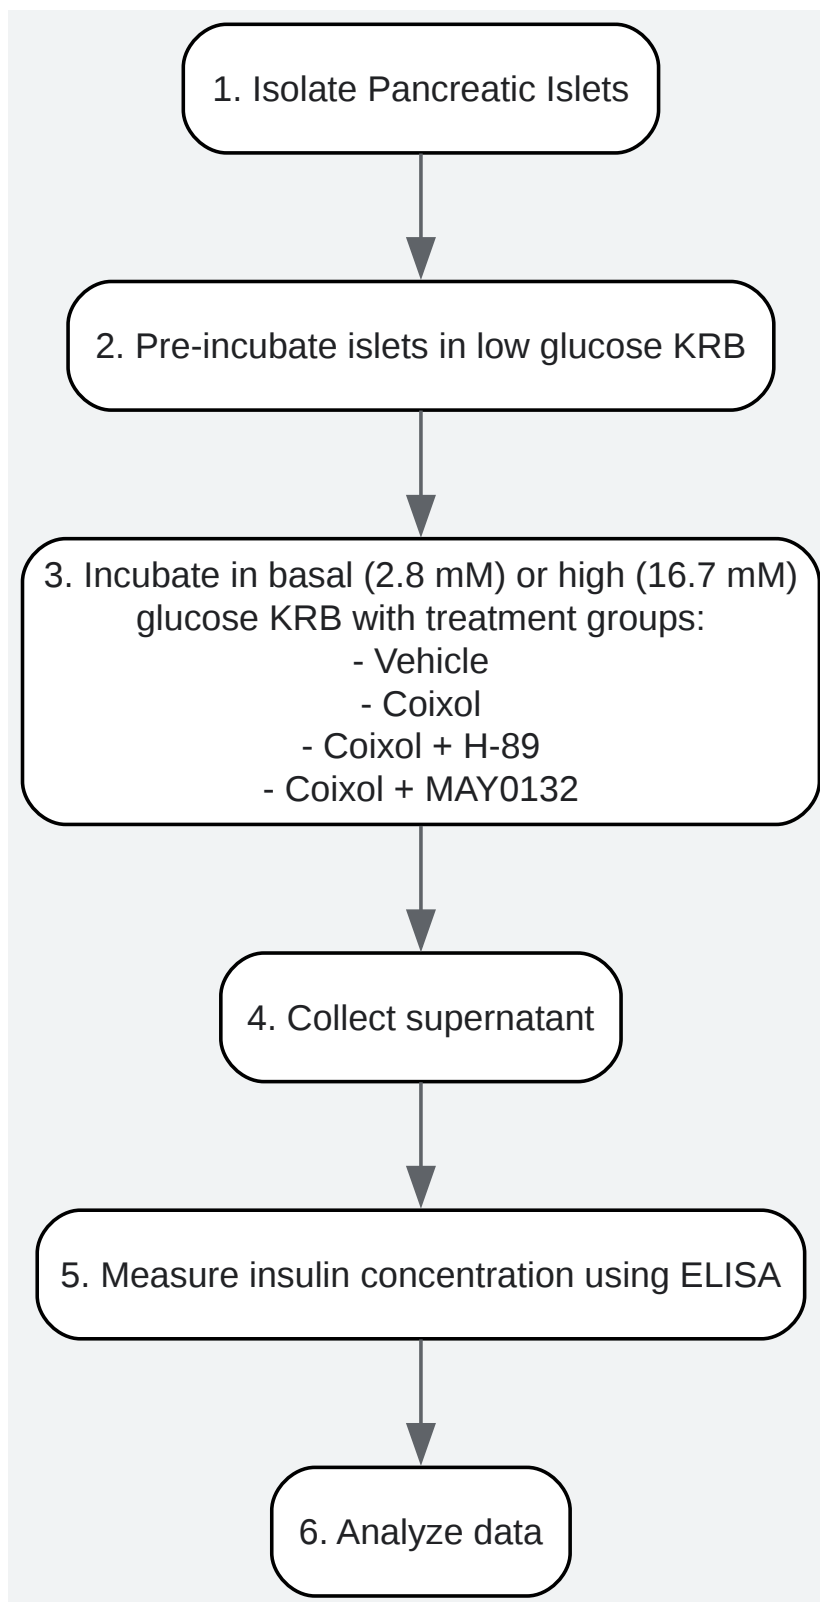 1. Isolate Pancreatic Islets
2. Pre-incubate islets in low glucose KRB
3. Incubate in basal (2.8 mM) or high (16.7 mM)
glucose KRB with treatment groups:
- Vehicle
- Coixol
- Coixol + H-89
- Coixol + MAY0132
4. Collect supernatant
5. Measure insulin concentration using ELISA
6. Analyze data